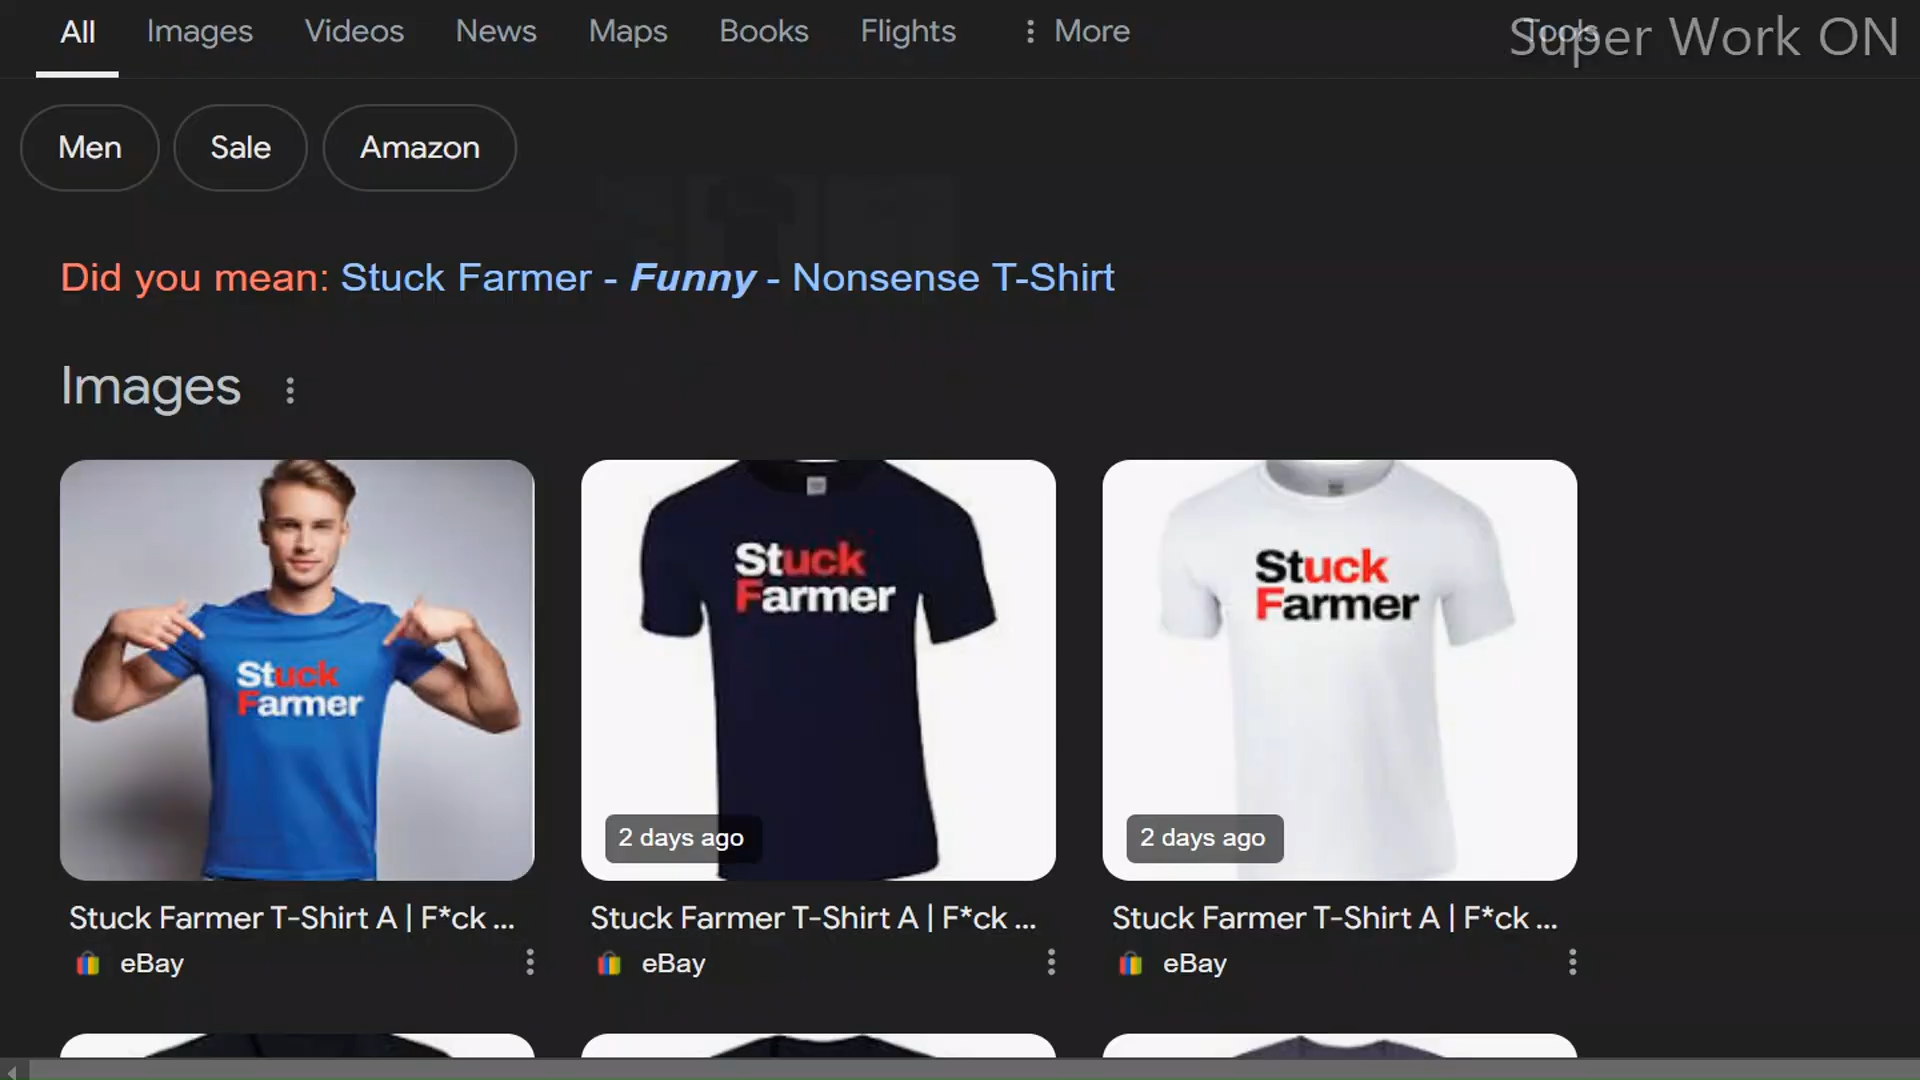 All Images Videos News Maps Books Flights More Tools
Super Work ON
Men Sale Amazon
Did you mean: Stuck Farmer - Funny - Nonsense T-Shirt
Images
Stuck
Farmer
Stuck
Farmer
Stuck
Farmer
2 days ago
2 days ago
Stuck Farmer T-Shirt A | F*ck ...
eBay
Stuck Farmer T-Shirt A | F*ck ...
eBay
Stuck Farmer T-Shirt A | F*ck ...
eBay